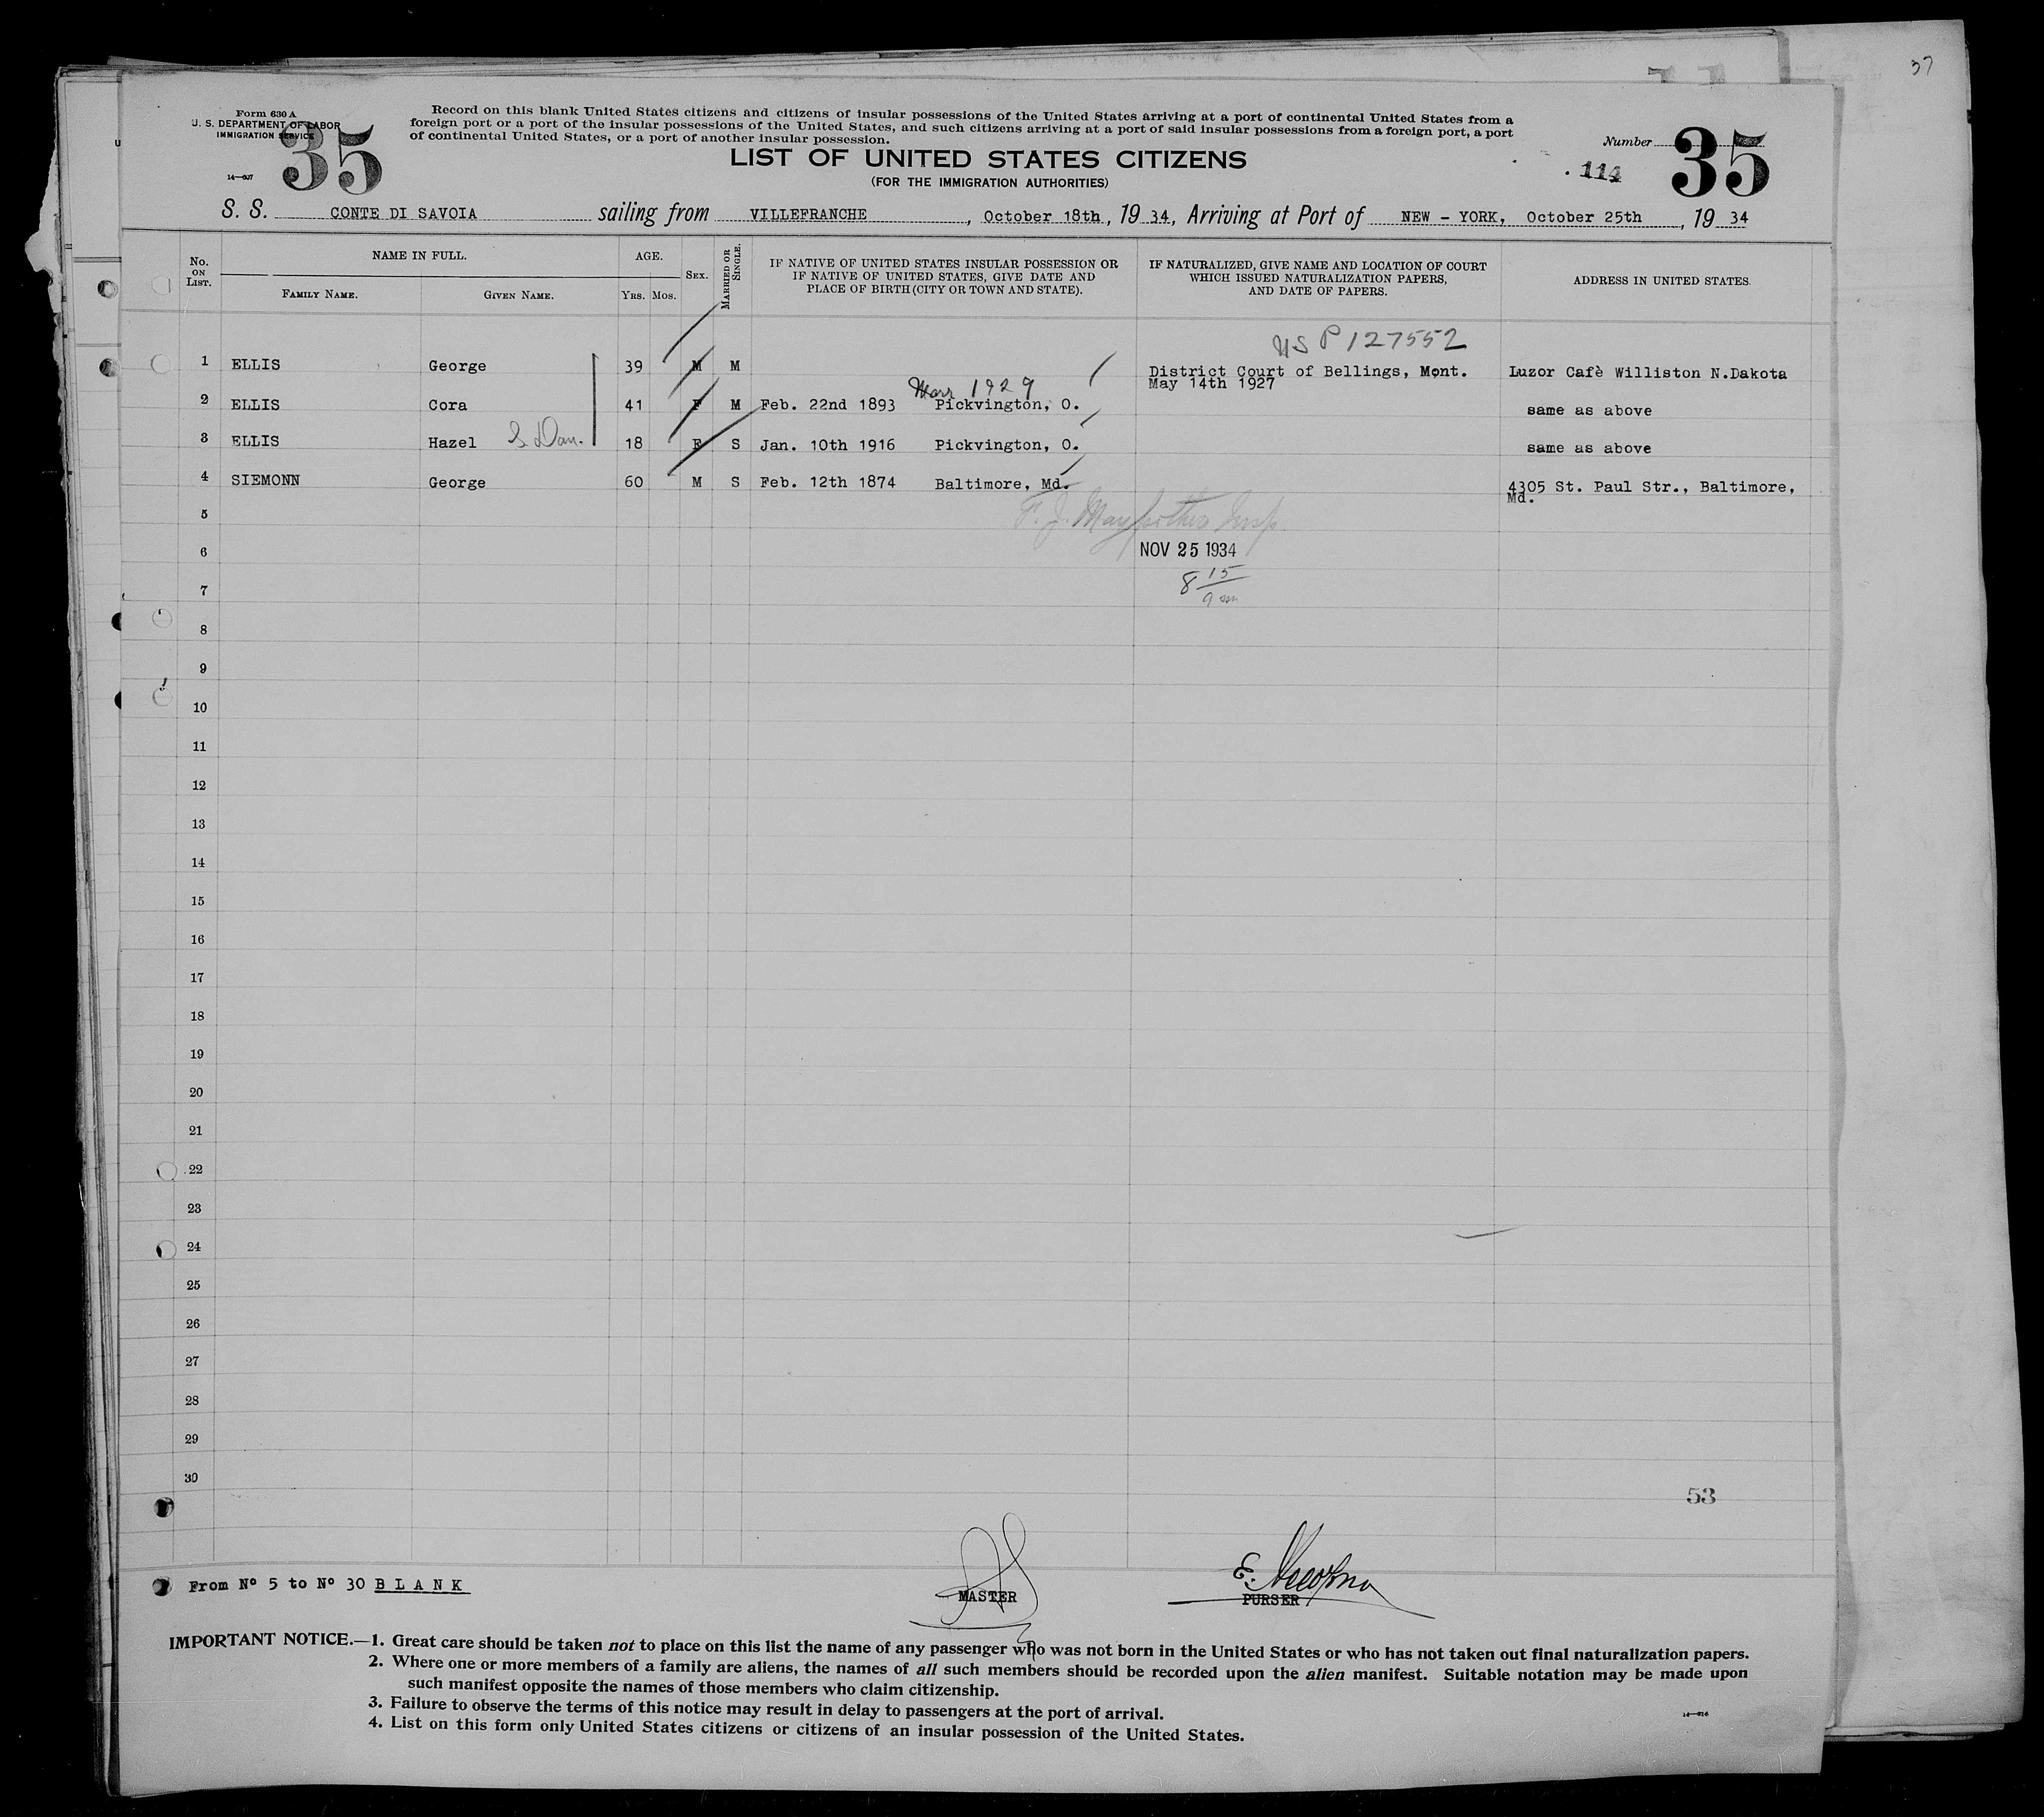 37
Form 630 A
U. S. DEPARTMENT OF LABOR
IMMIGRATION SERVICE
14—607
35
Record on this blank United States citizens and citizens of insular possessions of the United States arriving at a port of continental United States from a
foreign port or a port of the insular possessions of the United States, and such citizens arriving at a port of said insular possessions from a foreign port, a port
of continental United States, or a port of another insular possession.
LIST OF UNITED STATES CITIZENS
(FOR THE IMMIGRATION AUTHORITIES)
Number 35
114
S. S. CONTE DI SAVOIA sailing from VILLEFRANCHE, October 18th, 19 34, Arriving at Port of NEW - YORK, October 25th, 19 34
No. ON LIST.
NAME IN FULL.
FAMILY NAME.
GIVEN NAME.
AGE.
YRS. MOS.
SEX.
MARRIED OR SINGLE.
IF NATIVE OF UNITED STATES INSULAR POSSESSION OR
IF NATIVE OF UNITED STATES, GIVE DATE AND
PLACE OF BIRTH (CITY OR TOWN AND STATE).
IF NATURALIZED, GIVE NAME AND LOCATION OF COURT
WHICH ISSUED NATURALIZATION PAPERS,
AND DATE OF PAPERS.
ADDRESS IN UNITED STATES.
US P 127552
1 ELLIS George 39 M M District Court of Bellings, Mont. Luzor Cafè Williston N.Dakota
May 14th 1927
Marr 1929
2 ELLIS Cora 41 F M Feb. 22nd 1893 Pickvington, O. same as above
3 ELLIS Hazel S. Dau. 18 F S Jan. 10th 1916 Pickvington, O. same as above
4 SIEMONN George 60 M S Feb. 12th 1874 Baltimore, Md. 4305 St. Paul Str., Baltimore,
Md.
5
6 NOV 25 1934
7 8 15/9 am
8
9
10
11
12
13
14
15
16
17
18
19
20
21
22
23
24
25
26
27
28
29
30
53
From Nº 5 to Nº 30 BLANK
MASTER
PURSER
IMPORTANT NOTICE.—1. Great care should be taken not to place on this list the name of any passenger who was not born in the United States or who has not taken out final naturalization papers.
2. Where one or more members of a family are aliens, the names of all such members should be recorded upon the alien manifest. Suitable notation may be made upon
such manifest opposite the names of those members who claim citizenship.
3. Failure to observe the terms of this notice may result in delay to passengers at the port of arrival.
4. List on this form only United States citizens or citizens of an insular possession of the United States.